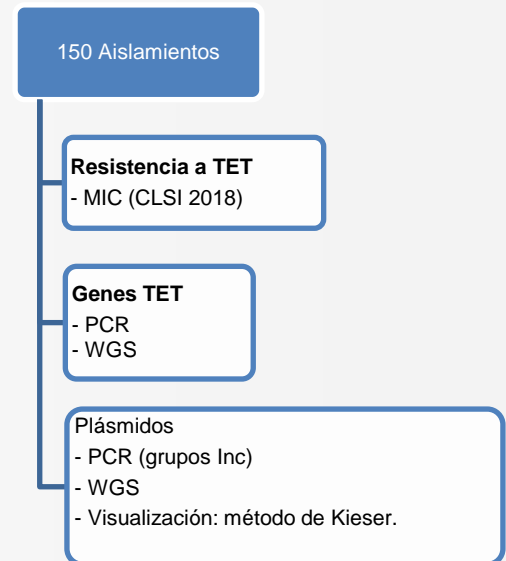 150 Aislamientos
Resistencia a TET
- MIC (CLSI 2018)
Genes TET
- PCR
- WGS
Plásmidos
- PCR (grupos Inc)
- WGS
- Visualización: método de Kieser.